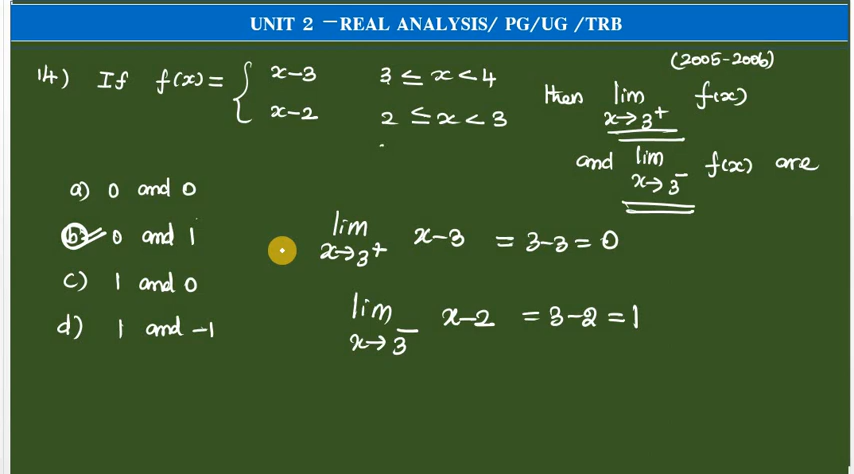 UNIT 2 – REAL ANALYSIS/ PG/UG /TRB
(2005-2006)
14) If f(x) = { x-3 3 ≤ x < 4
x-2 2 ≤ x < 3
then lim x→3+ f(x)
and lim x→3- f(x) are
a) 0 and 0
b) 0 and 1
c) 1 and 0
d) 1 and -1
lim x→3+ x-3 = 3-3 = 0
lim x→3- x-2 = 3-2 = 1